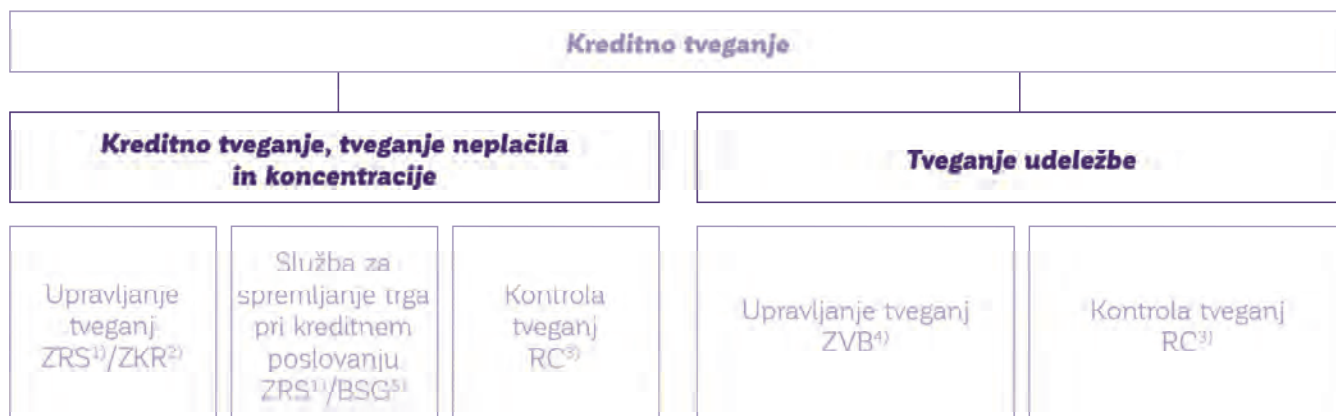 Kreditno tveganje
Kreditno tveganje, tveganje neplačila
in koncentracije
Tveganje udeležbe
Upravljanje
tveganj
ZRS1)/ZKR2)
Služba za
spremljanje trga
pri kreditnem
poslovanju
ZRS1)/BSG5)
Kontrola
tveganj
RC3)
Upravljanje tveganj
ZVB4)
Kontrola tveganj
RC3)